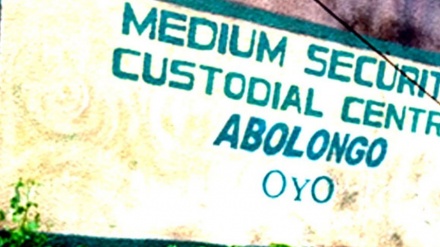 MEDIUM SECURIT
CUSTODIAL CENTR
ABOLONGO
OYO